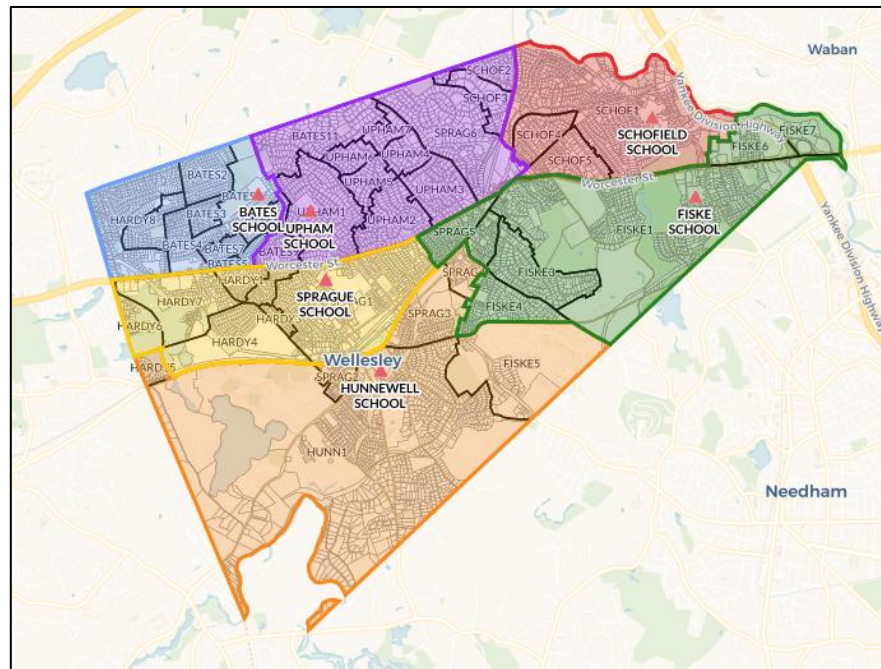 Waban
SCHOF2
SCHOF3
Yankee Division Highway
SCHOF1
BATES11
UPHAM7
SPRAG6
SCHOF4
SCHOFIELD
SCHOOL
FISKE7
FISKE6
UPHAM6
UPHAM4
SCHOF5
BATES2
UPHAM5
UPHAM3
Worcester St.
BATES3
BATES
SCHOOL
UPHAM1
UPHAM
SCHOOL
FISKE
SCHOOL
HARDY8
UPHAM2
SPRAG5
FISKE1
Yankee Division Highway
BATES4
Worcester St.
HARDY7
SPRAGUE
SCHOOL
FISKE3
FISKE4
SPRAG3
HARDY6
HARDY4
Wellesley
FISKE5
SPRAG2
HUNNEWELL
SCHOOL
HUNN1
Needham